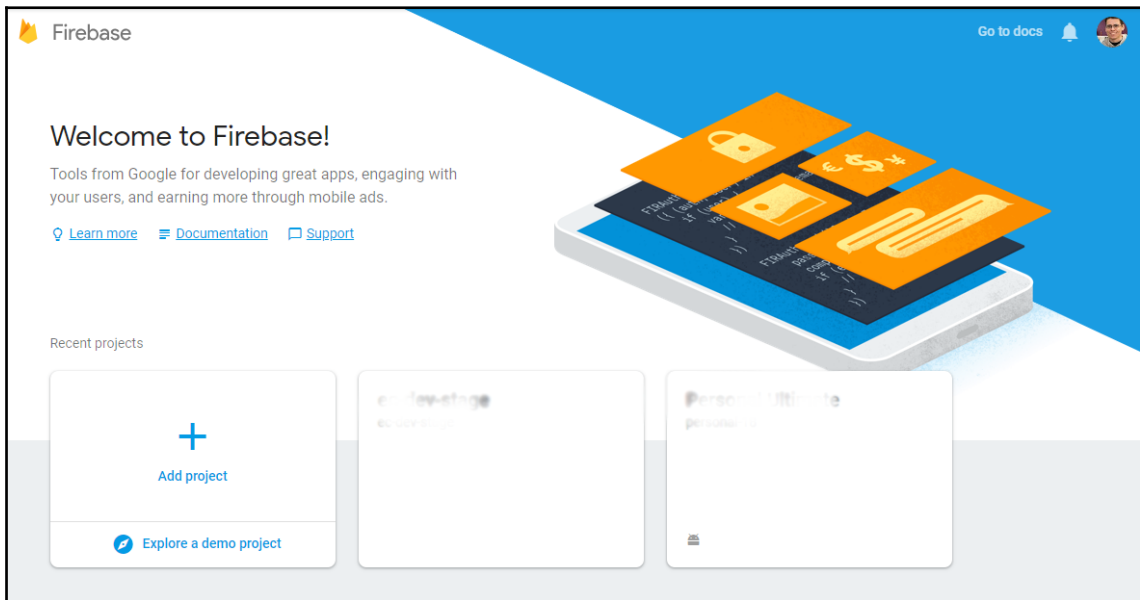 Firebase
Go to docs
Welcome to Firebase!
Tools from Google for developing great apps, engaging with
your users, and earning more through mobile ads.
Learn more Documentation Support
Recent projects
Add project
Explore a demo project